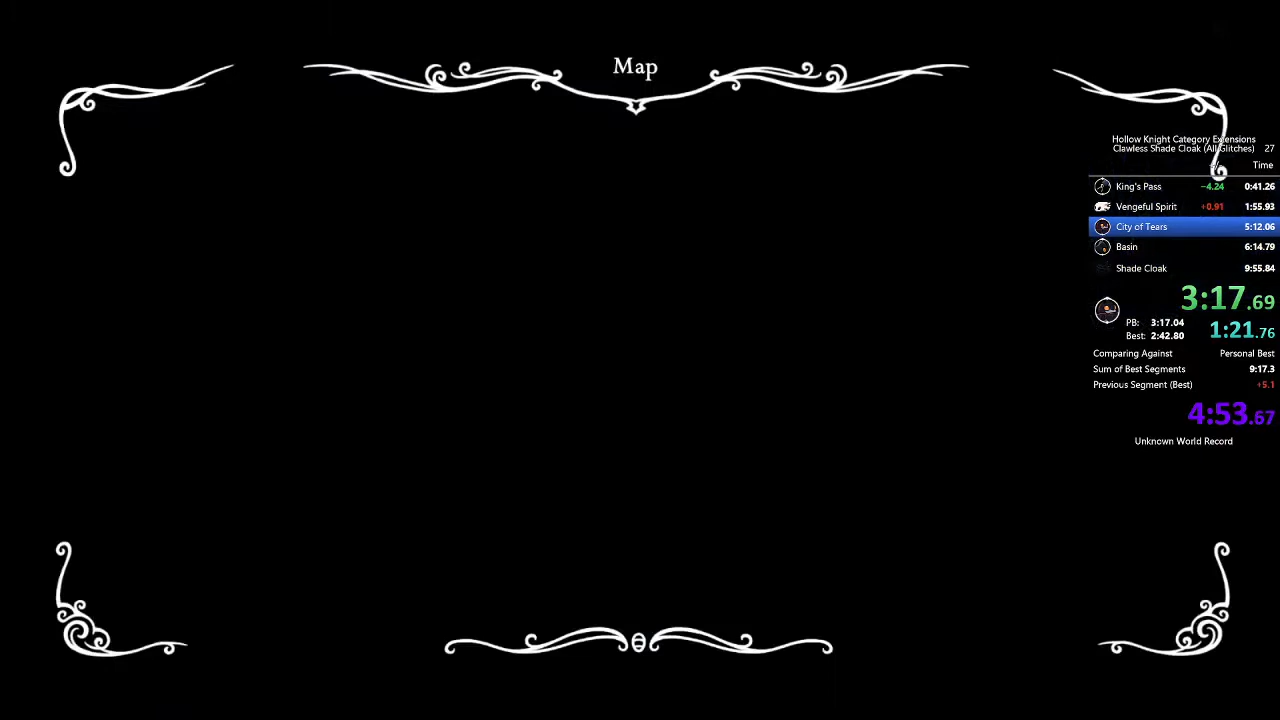 Map
Hollow Knight Category Extensions
Clawless Shade Cloak (All Glitches) 27
+/- Time
King's Pass −4.24 0:41.26
Vengeful Spirit +0.91 1:55.93
City of Tears 5:12.06
Basin 6:14.79
Shade Cloak 9:55.84
3:17.69
PB: 3:17.04
Best: 2:42.80
1:21.76
Comparing Against Personal Best
Sum of Best Segments 9:17.3
Previous Segment (Best) +5.1
4:53.67
Unknown World Record